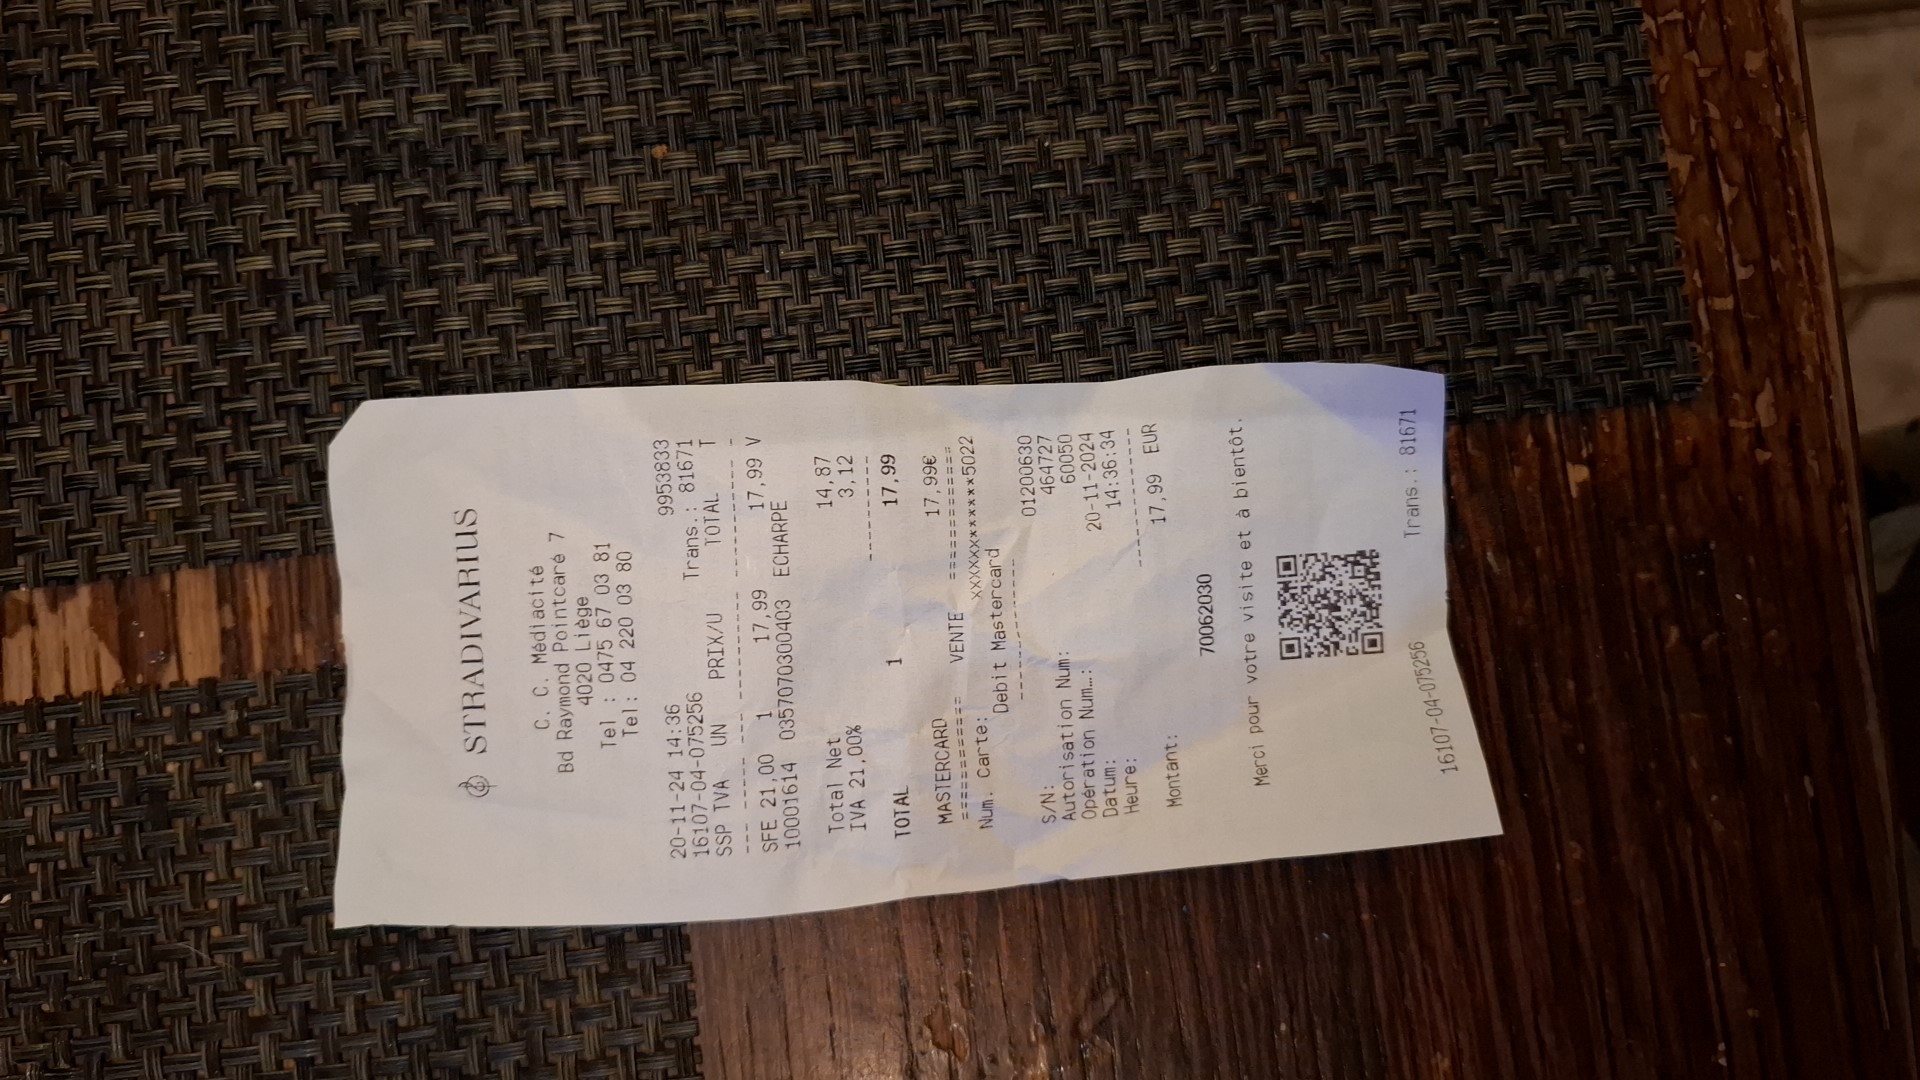 STRADIVARIUS
C. C. Médiacité
Bd Raymond Pointcaré 7
4020 Liège
Tel : 0475 67 03 81
Tel: 04 220 03 80
20-11-24 14:36 9953833
16107-04-075256 Trans.: 81671
SSP TVA UN PRIX/U TOTAL T
SFE 21,00 1 17,99 17,99 V
10001614 0357070300403 ECHARPE
Total Net 14,87
IVA 21,00% 3,12
TOTAL 1 17,99
MASTERCARD 17,99€
========== VENTE ==========
Num. Carte: XXXXXX*********5022
Debit Mastercard
S/N: 01200630
Autorisation Num: 464727
Opération Num…: 60050
Datum: 20-11-2024
Heure: 14:36:34
Montant: 17,99 EUR
70062030
Merci pour votre visite et à bientôt.
16107-04-075256 Trans.: 81671